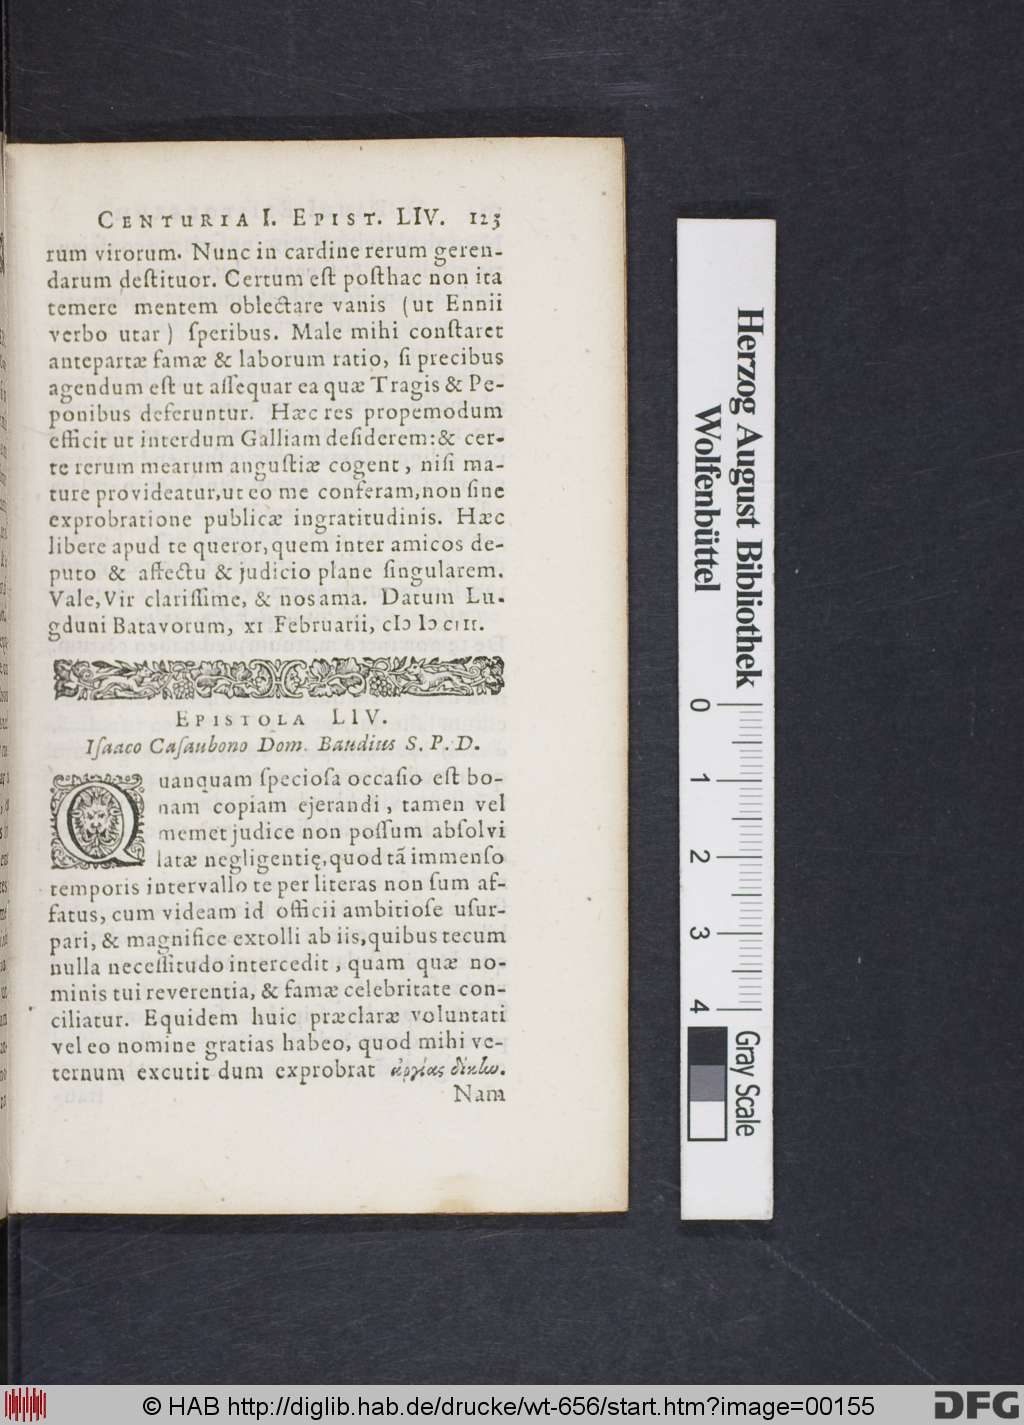 CENTURIA I. EPIST. LIV. 123
rum virorum. Nunc in cardine rerum geren-
darum destituor. Certum est posthac non ita
temere mentem oblectare vanis (ut Ennii
verbo utar) speribus. Male mihi constaret
antepartæ famæ & laborum ratio, si precibus
agendum est ut assequar ea quæ Tragis & Pe-
ponibus deferuntur. Hæc res propemodum
efficit ut interdum Galliam desiderem: & cer-
te rerum mearum angustiæ cogent, nisi ma-
ture provideatur, ut eo me conferam, non sine
exprobratione publicæ ingratitudinis. Hæc
libere apud te queror, quem inter amicos de-
puto & affectu & judicio plane singularem.
Vale, Vir clarissime, & nos ama. Datum Lu-
gduni Batavorum, XI Februarii, cIↄ Iↄ cIII.
EPISTOLA LIV.
Isaaco Casaubono Dom. Baudius S. P. D.
Quanquam speciosa occasio est bo-
nam copiam ejerandi, tamen vel
memet judice non possum absolvi
latæ negligentię, quod tã immenso
temporis intervallo te per literas non sum af-
fatus, cum videam id officii ambitiose usur-
pari, & magnifice extolli ab iis, quibus tecum
nulla necessitudo intercedit, quam quæ no-
minis tui reverentia, & famæ celebritate con-
ciliatur. Equidem huic præclaræ voluntati
vel eo nomine gratias habeo, quod mihi ve-
ternum excutit dum exprobrat ἀργίας δίκlω.
Nam
Herzog August Bibliothek
Wolfenbüttel
0 1 2 3 4
Gray Scale
© HAB http://diglib.hab.de/drucke/wt-656/start.htm?image=00155
DFG